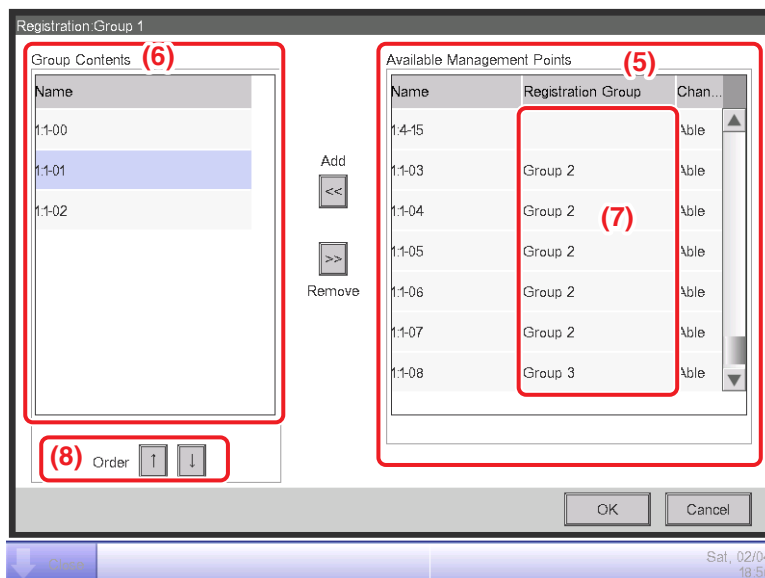 Registration:Group 1
Group Contents (6)
Name
1:1-00
1:1-01
1:1-02
Add
<<
>>
Remove
(8) Order ↑ ↓
Available Management Points (5)
Name Registration Group Chan...
1:4-15 Able
1:1-03 Group 2 Able
1:1-04 Group 2 Able
(7)
1:1-05 Group 2 Able
1:1-06 Group 2 Able
1:1-07 Group 2 Able
1:1-08 Group 3 Able
OK Cancel
Sat, 02/04